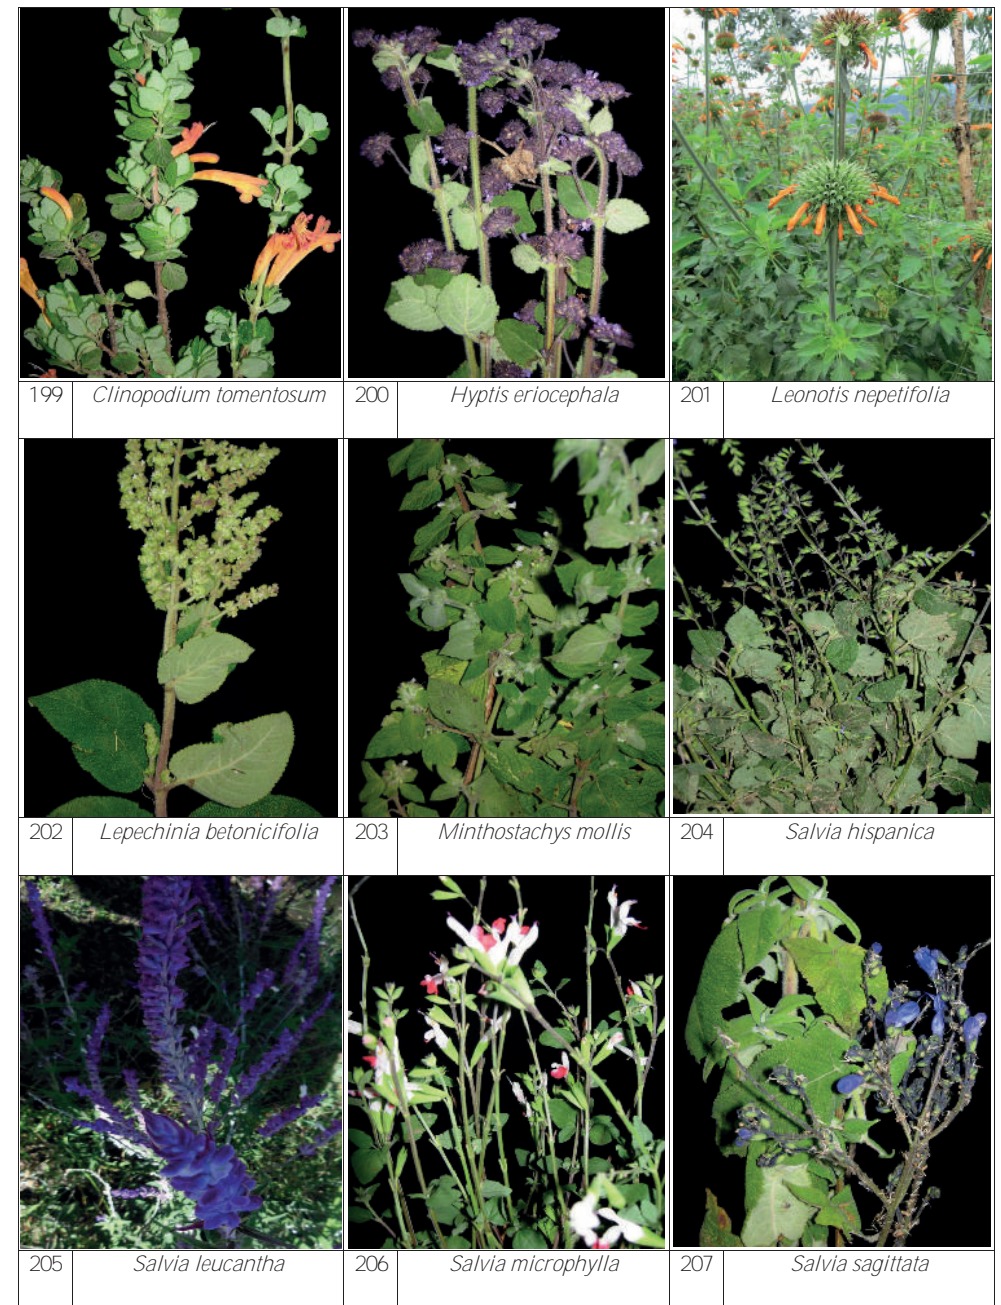 199 Clinopodium tomentosum 200 Hyptis eriocephala 201 Leonotis nepetifolia
202 Lepechinia betonicifolia 203 Minthostachys mollis 204 Salvia hispanica
205 Salvia leucantha 206 Salvia microphylla 207 Salvia sagittata